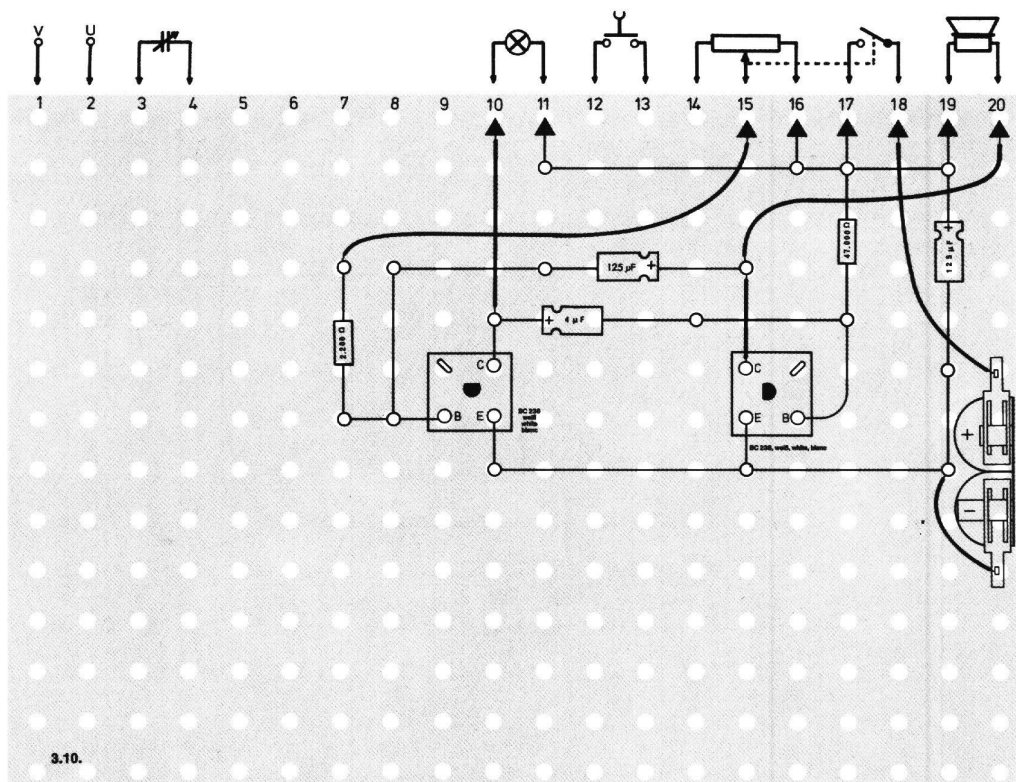 V U
1 2 3 4 5 6 7 8 9 10 11 12 13 14 15 16 17 18 19 20
47.000 Ω
125 µF +
+ 125 µF
+ 4 µF
2.200 Ω
C
C
B E
E B
BC 238
weiß
white
blanc
BC 238, weiß, white, blanc
+
−
3.10.